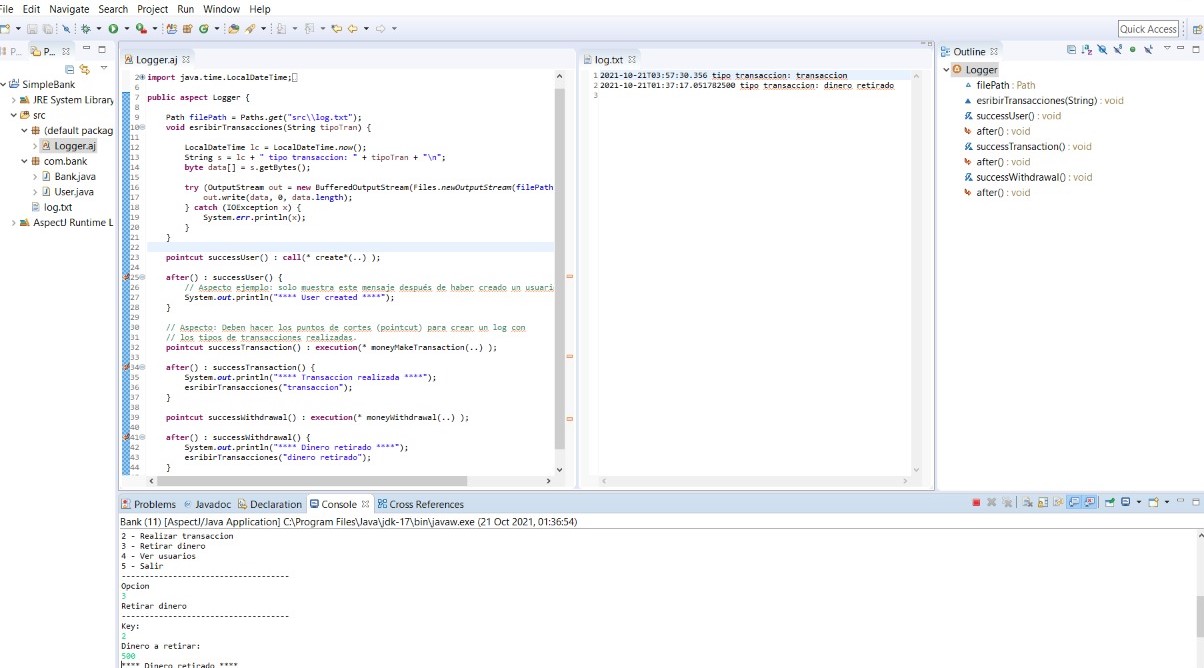 File Edit Navigate Search Project Run Window Help
Quick Access
P... P...
SimpleBank
JRE System Library
src
(default packag
Logger.aj
com.bank
Bank.java
User.java
log.txt
AspectJ Runtime L
Logger.aj
2 import java.time.LocalDateTime;
6
7 public aspect Logger {
8
9 Path filePath = Paths.get("src\\log.txt");
10 void esribirTransacciones(String tipoTran) {
11
12 LocalDateTime lc = LocalDateTime.now();
13 String s = lc + " tipo transaccion: " + tipoTran + "\n";
14 byte data[] = s.getBytes();
15
16
17 try (OutputStream out = new BufferedOutputStream(Files.newOutputStream(filePath
17 out.write(data, 0, data.length);
18 } catch (IOException x) {
19 System.err.println(x);
20 }
21 }
22
23 pointcut successUser() : call(* create*(..) );
24
25 after() : successUser() {
26 // Aspecto ejemplo: solo muestra este mensaje después de haber creado un usuari
27 System.out.println("**** User created ****");
28 }
29
30 // Aspecto: Deben hacer los puntos de cortes (pointcut) para crear un log con
31 // los tipos de transacciones realizadas.
32 pointcut successTransaction() : execution(* moneyMakeTransaction(..) );
33
34 after() : successTransaction() {
35 System.out.println("**** Transaccion realizada ****");
36 esribirTransacciones("transaccion");
37 }
38
39 pointcut successWithdrawal() : execution(* moneyWithdrawal(..) );
40
41 after() : successWithdrawal() {
42 System.out.println("**** Dinero retirado ****");
43 esribirTransacciones("dinero retirado");
44 }
log.txt
1 2021-10-21T03:57:30.356 tipo transaccion: transaccion
2 2021-10-21T01:37:17.051782500 tipo transaccion: dinero retirado
3
Outline
Logger
filePath : Path
esribirTransacciones(String) : void
successUser() : void
after() : void
successTransaction() : void
after() : void
successWithdrawal() : void
after() : void
Problems Javadoc Declaration Console Cross References
Bank (11) [AspectJ/Java Application] C:\Program Files\Java\jdk-17\bin\javaw.exe (21 Oct 2021, 01:36:54)
2 - Realizar transaccion
3 - Retirar dinero
4 - Ver usuarios
5 - Salir
------------------------------------
Opcion
3
Retirar dinero
------------------------------------
Key:
2
Dinero a retirar:
500
**** Dinero retirado ****